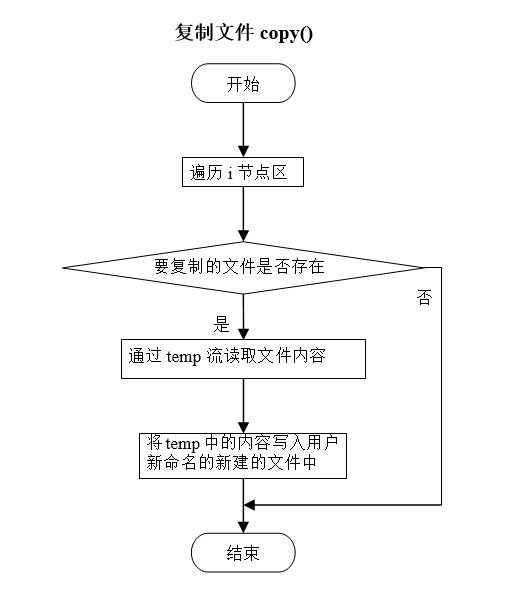 复制文件 copy()
开始
遍历 i 节点区
要复制的文件是否存在
否
是
通过 temp 流读取文件内容
将 temp 中的内容写入用户
新命名的新建的文件中
结束